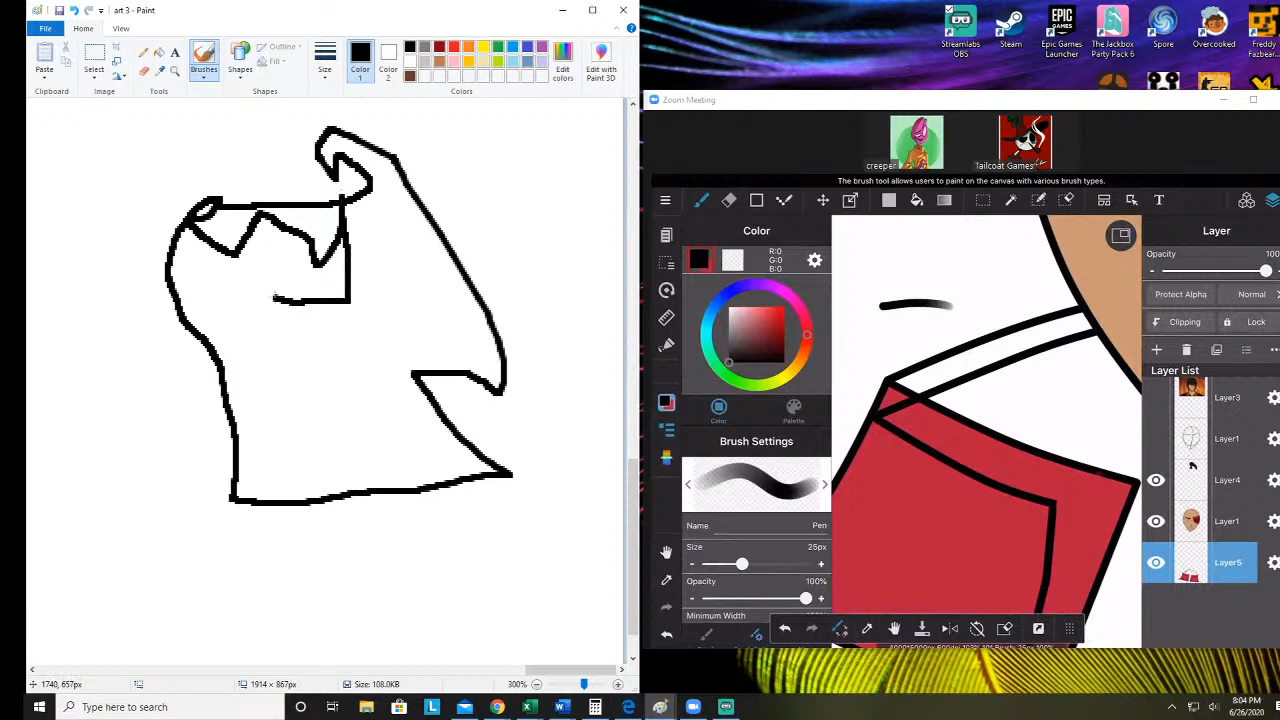 art 3 - Paint
File
Home
View
Paste
Select
Brushes
Shapes
Outline
Fill
Size
Color
1
Color
2
Edit
colors
Edit with
Paint 3D
Clipboard
Image
Tools
Shapes
Colors
1740, 657px
1914 × 867px
Size: 108.0KB
300%
Streamlabs
OBS
Steam
Epic Games
Launcher
The Jackbox
Party Pack 6
Spore
Overcooked
Freddy
Fazbear...
Zoom Meeting
creeper
Tailcoat Games
The brush tool allows users to paint on the canvas with various brush types.
T
Color
R:0
G:0
B:0
Color
Palette
Brush Settings
Name
Pen
Size
25px
Opacity
100%
Minimum Width
Layer
Opacity
100
Protect Alpha
Normal
Clipping
Lock
Layer List
Layer3
Layer1
Layer4
Layer1
Layer5
Type here to search
8:04 PM
6/26/2020